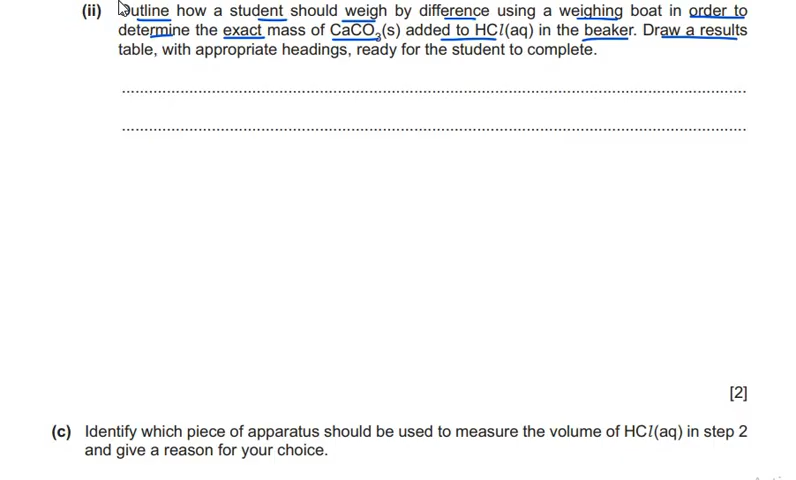 (ii) Outline how a student should weigh by difference using a weighing boat in order to
determine the exact mass of CaCO₃(s) added to HCl(aq) in the beaker. Draw a results
table, with appropriate headings, ready for the student to complete.
[2]
(c) Identify which piece of apparatus should be used to measure the volume of HCl(aq) in step 2
and give a reason for your choice.